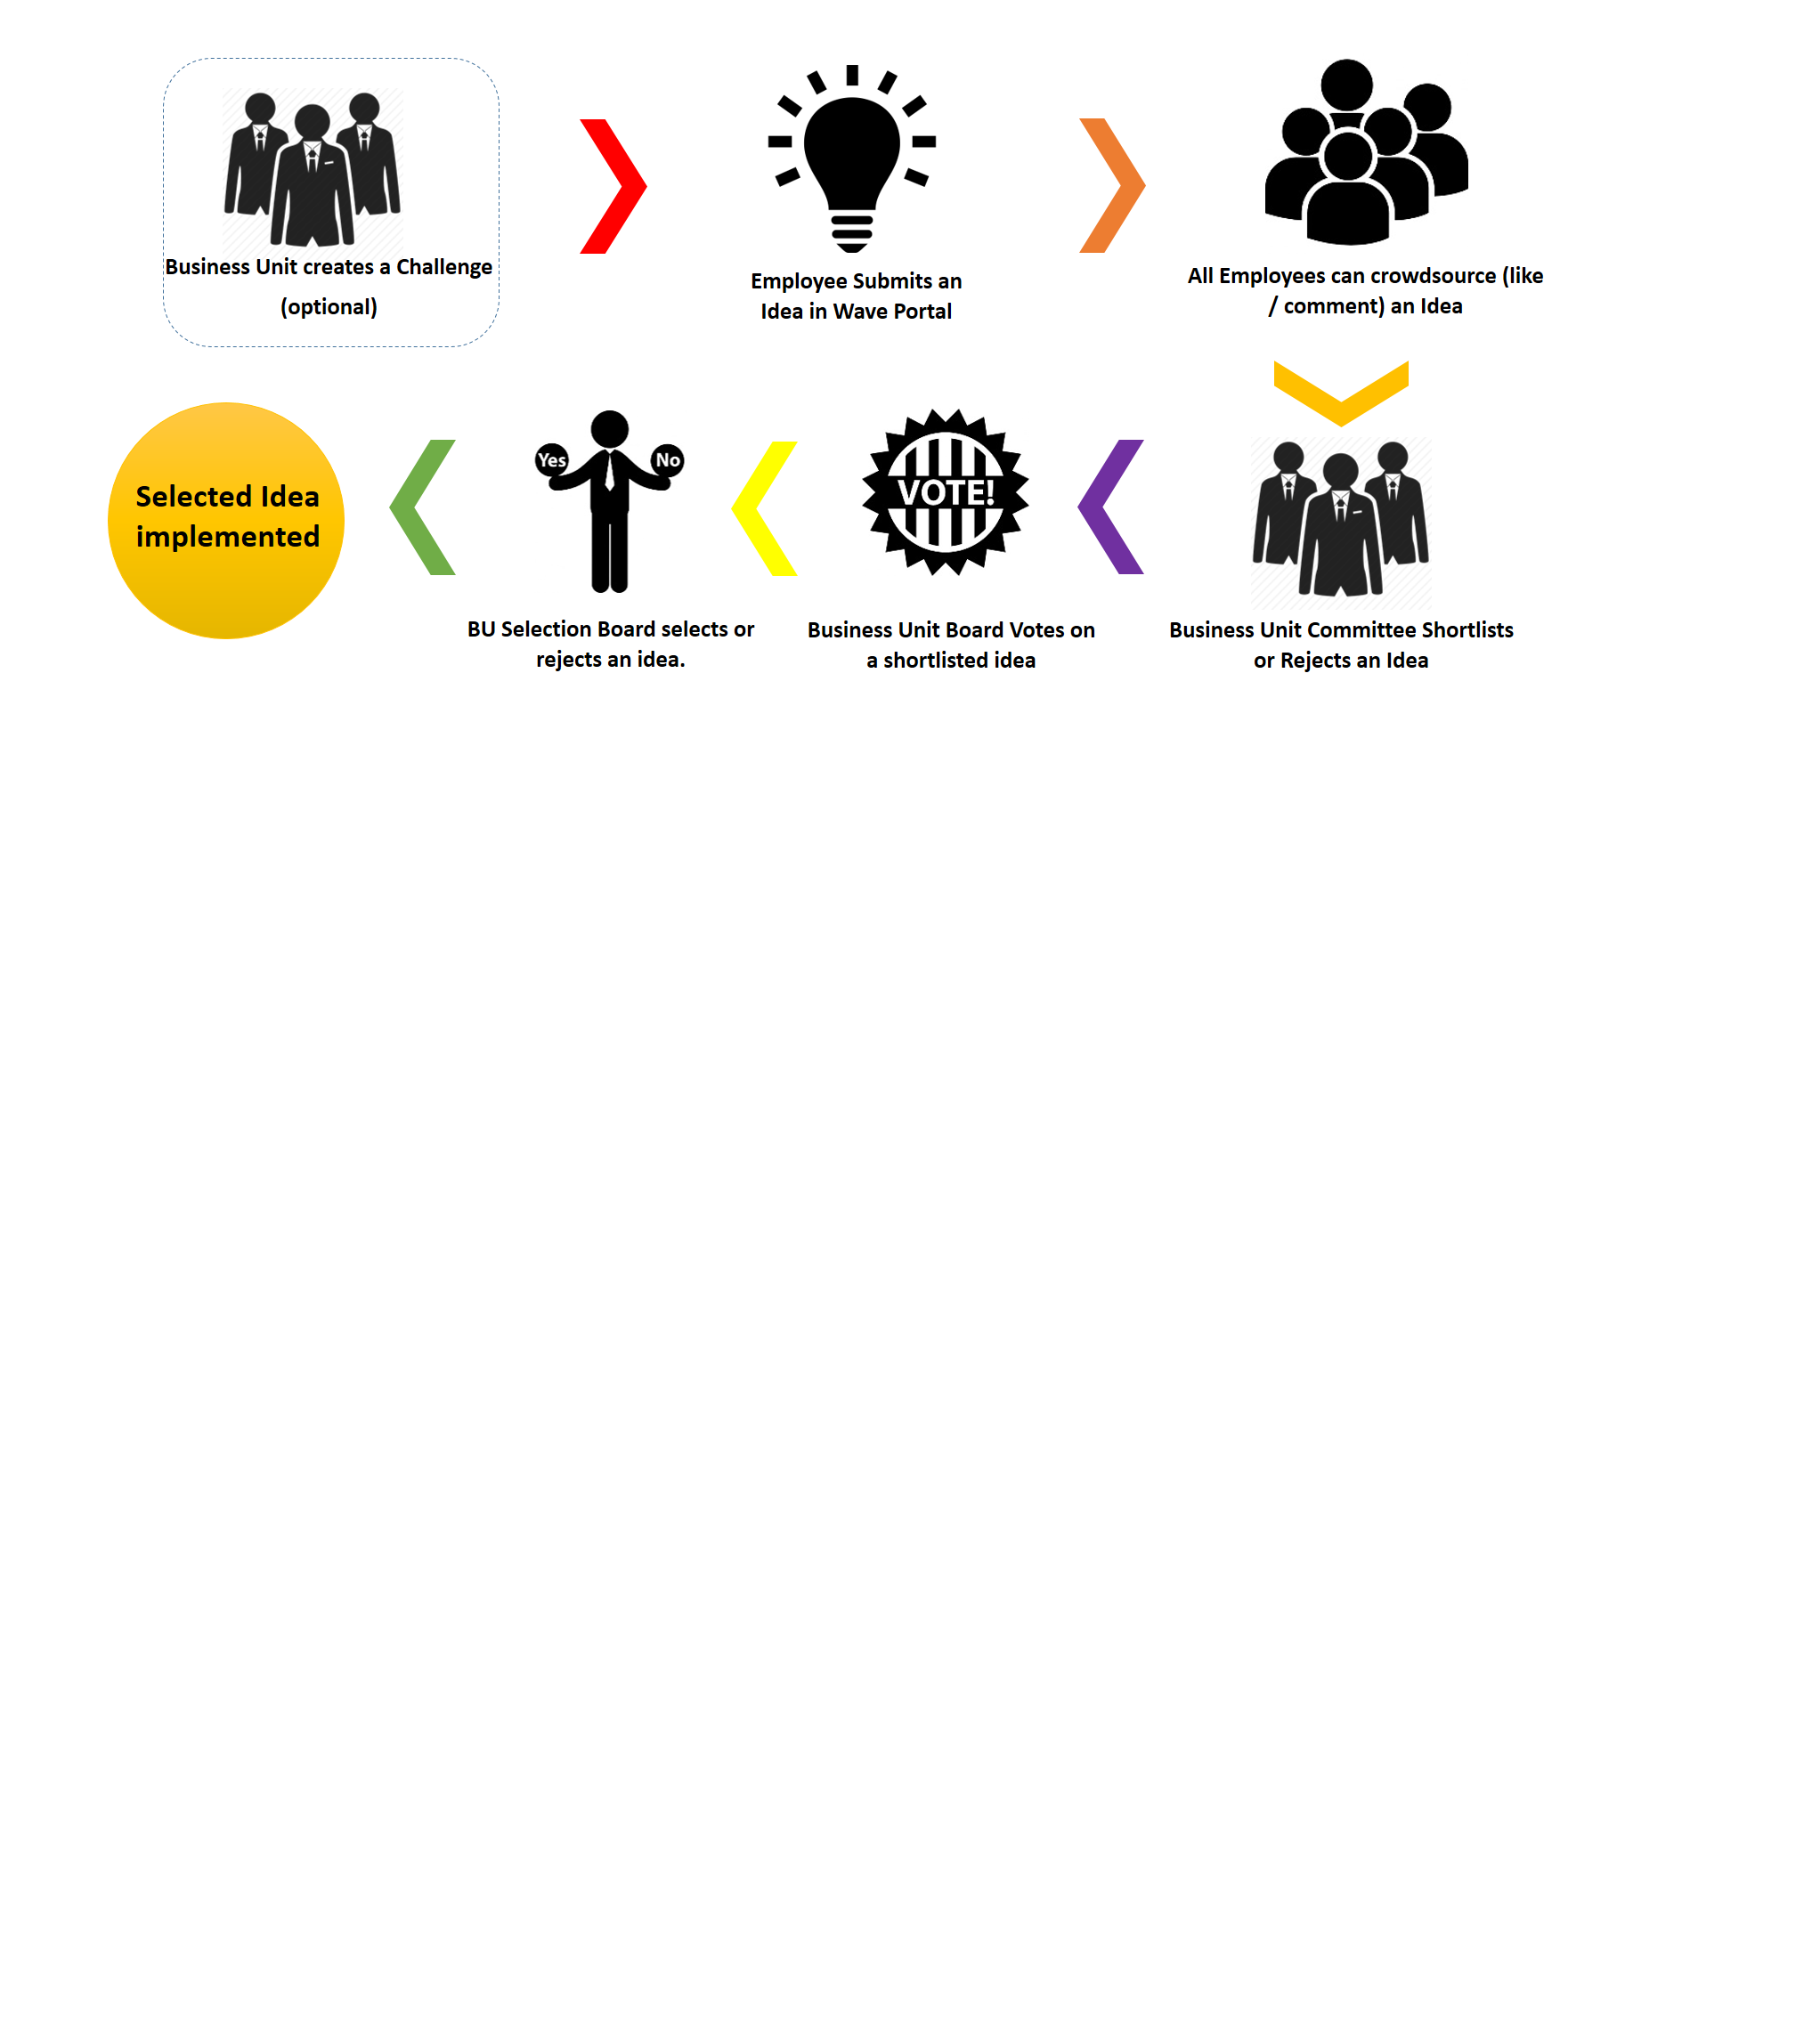 Business Unit creates a Challenge
(optional)
Employee Submits an
Idea in Wave Portal
All Employees can crowdsource (like
/ comment) an Idea
Business Unit Committee Shortlists
or Rejects an Idea
VOTE!
Business Unit Board Votes on
a shortlisted idea
Yes
No
BU Selection Board selects or
rejects an idea.
Selected Idea
implemented